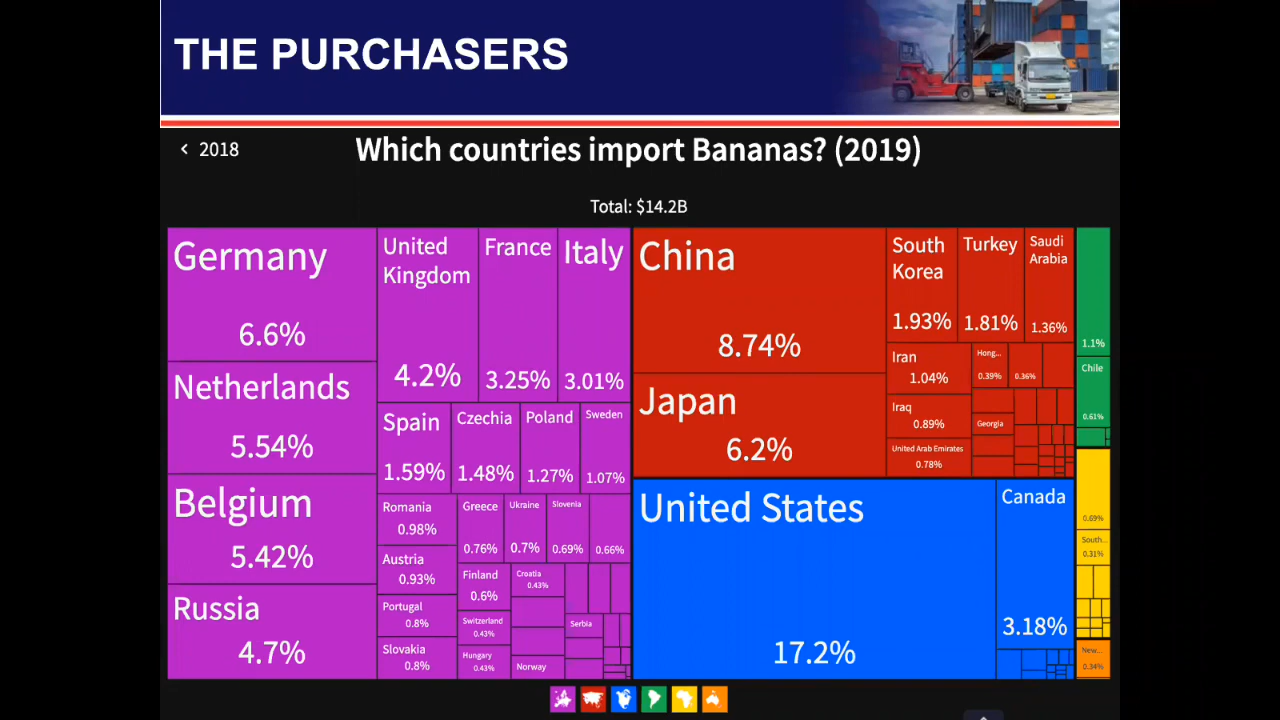 THE PURCHASERS
< 2018
Which countries import Bananas? (2019)
Total: $14.2B
Germany
6.6%
Netherlands
5.54%
Belgium
5.42%
Russia
4.7%
United
Kingdom
4.2%
France
3.25%
Italy
3.01%
Spain
1.59%
Czechia
1.48%
Poland
1.27%
Sweden
1.07%
Romania
0.98%
Austria
0.93%
Portugal
0.8%
Slovakia
0.8%
Greece
0.76%
Ukraine
0.7%
Slovenia
0.69%
0.66%
Finland
0.6%
Switzerland
0.43%
Hungary
0.43%
Croatia
0.43%
Norway
Serbia
China
8.74%
Japan
6.2%
South
Korea
1.93%
Turkey
1.81%
Saudi
Arabia
1.36%
Iran
1.04%
Iraq
0.89%
United Arab Emirates
0.78%
Hong...
0.39%
0.36%
Georgia
United States
17.2%
Canada
3.18%
1.1%
Chile
0.61%
0.69%
South...
0.31%
New...
0.34%